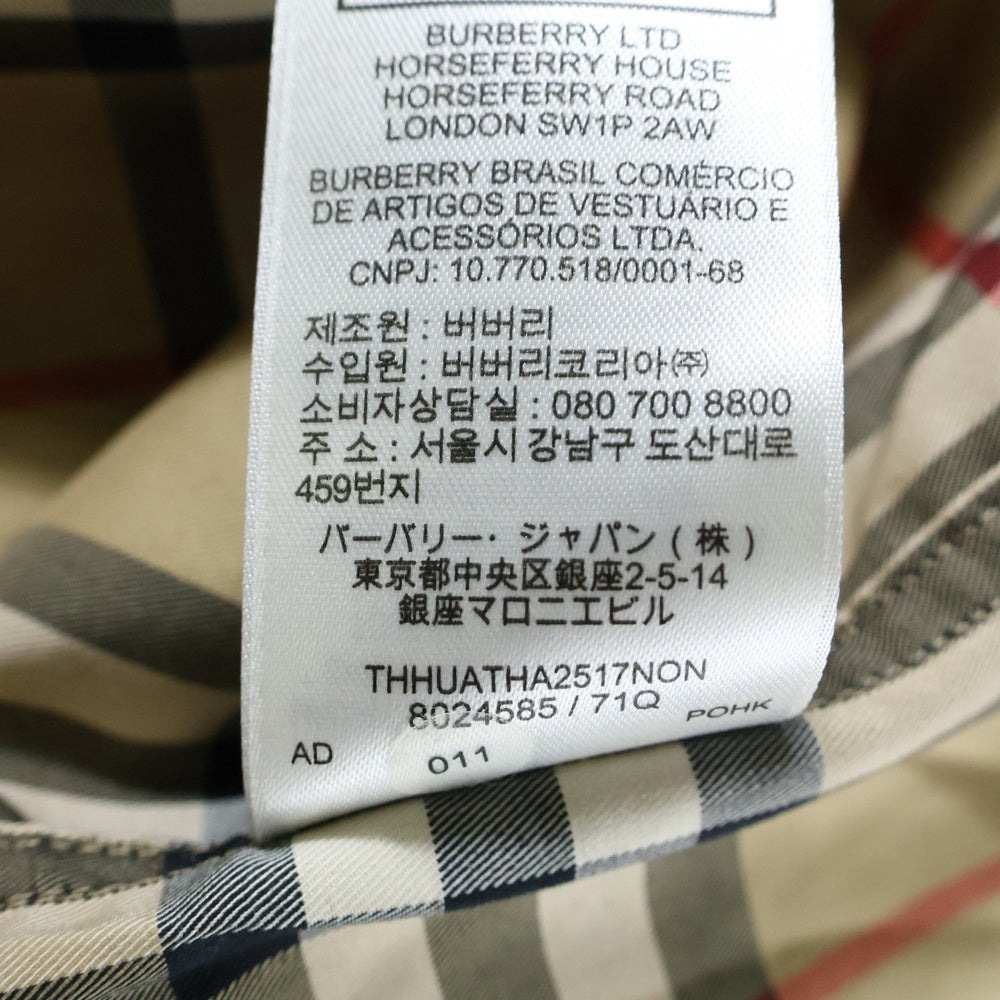 BURBERRY LTD
HORSEFERRY HOUSE
HORSEFERRY ROAD
LONDON SW1P 2AW
BURBERRY BRASIL COMÉRCIO
DE ARTIGOS DE VESTUÁRIO E
ACESSÓRIOS LTDA.
CNPJ: 10.770.518/0001-68
제조원 : 버버리
수입원 : 버버리코리아㈜
소비자상담실 : 080 700 8800
주 소 : 서울시 강남구 도산대로
459번지
バーバリー・ジャパン ( 株 )
東京都中央区銀座2-5-14
銀座マロニエビル
THHUATHA2517NON
8024585 / 71Q POHK
AD 011